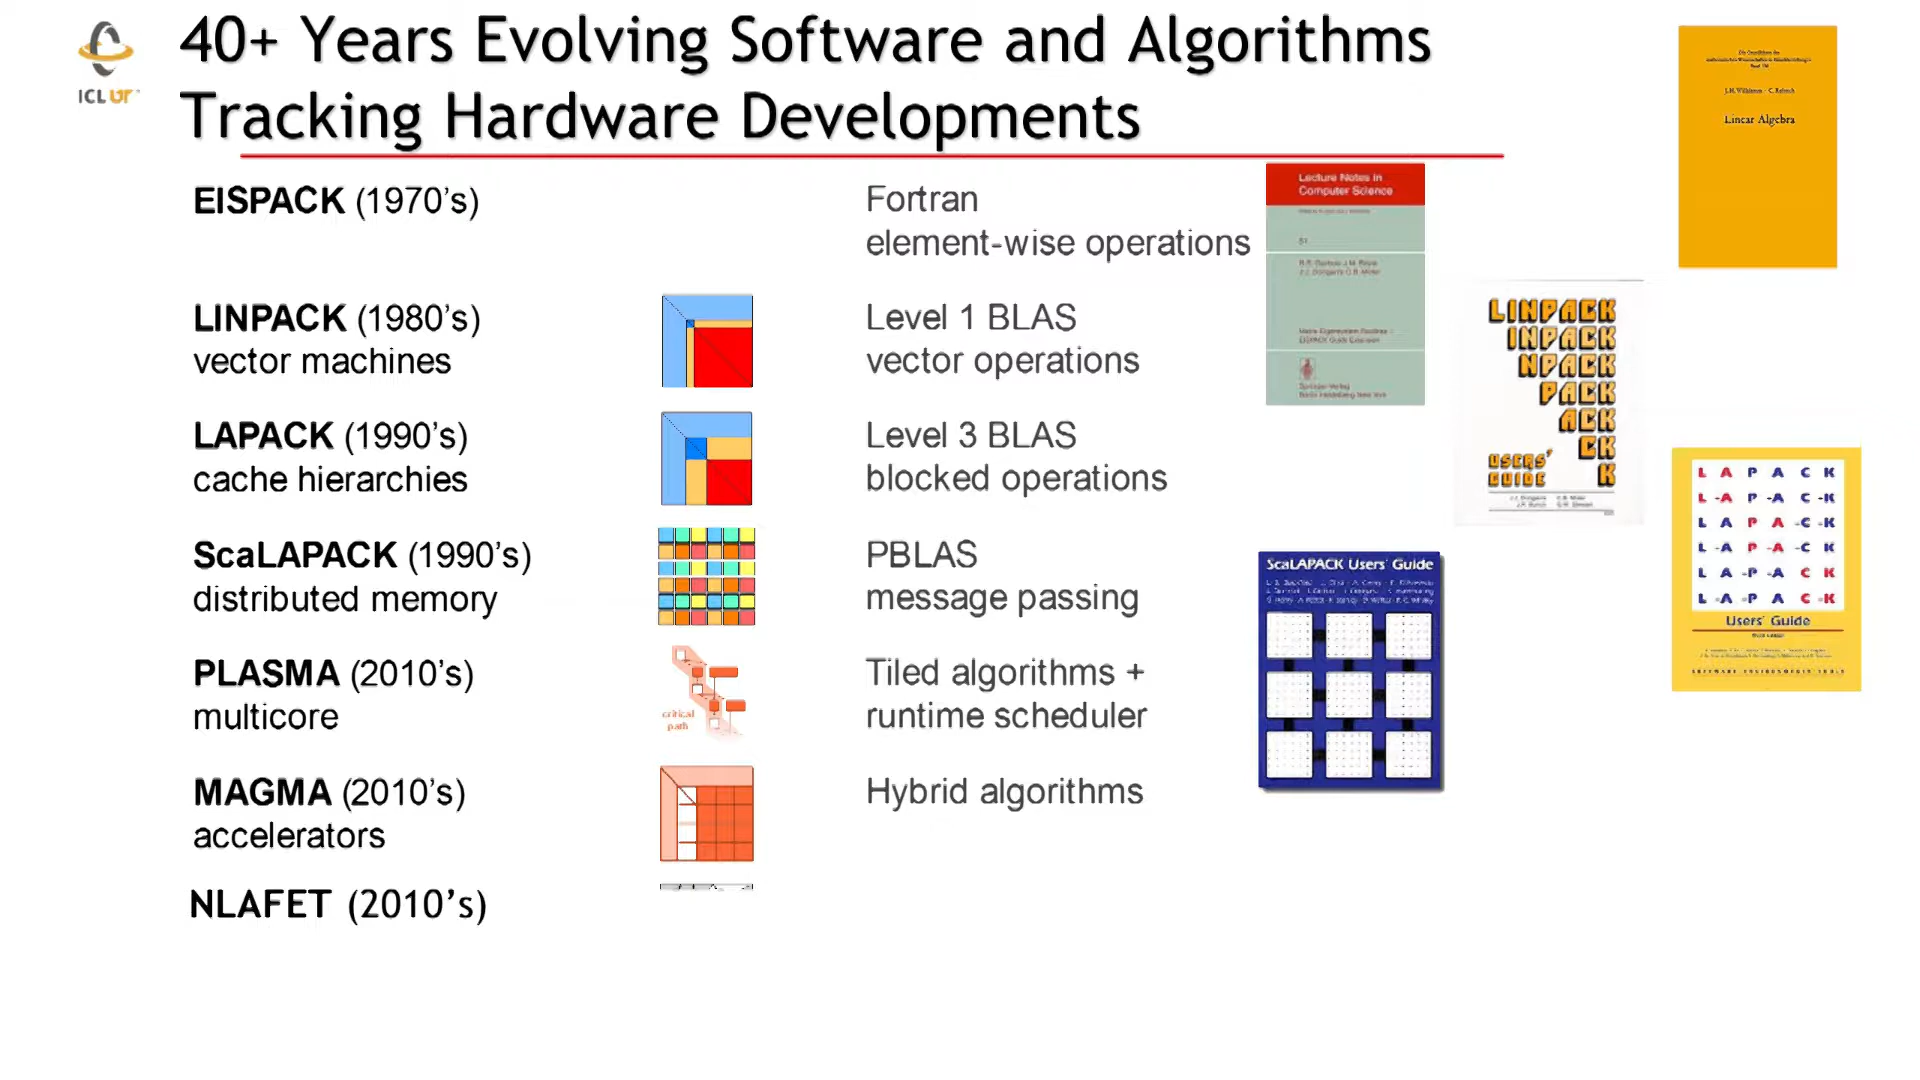 40+ Years Evolving Software and Algorithms
Tracking Hardware Developments
ICL UT
EISPACK (1970's)
Fortran
element-wise operations
LINPACK (1980's)
vector machines
Level 1 BLAS
vector operations
LAPACK (1990's)
cache hierarchies
Level 3 BLAS
blocked operations
ScaLAPACK (1990's)
distributed memory
PBLAS
message passing
PLASMA (2010's)
multicore
critical
path
Tiled algorithms +
runtime scheduler
MAGMA (2010's)
accelerators
Hybrid algorithms
NLAFET (2010's)
Linear Algebra
Lecture Notes in
Computer Science
LINPACK
INPACK
NPACK
PACK
ACK
CK
K
USERS'
GUIDE
ScaLAPACK Users' Guide
L A P A C K
L -A P -A C -K
L A P A -C -K
L -A P -A -C K
L A -P -A C K
L -A -P A C -K
Users' Guide